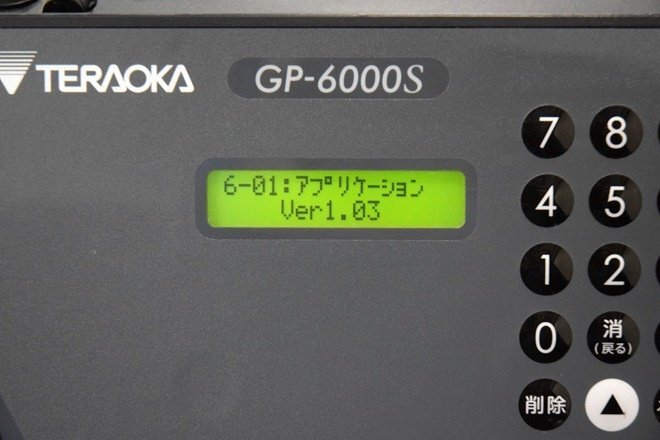 TERAOKA GP-6000S
6-01:アプリケーション
Ver1.03
7 8
4 5
1 2
0 消
(戻る)
削除 ▲